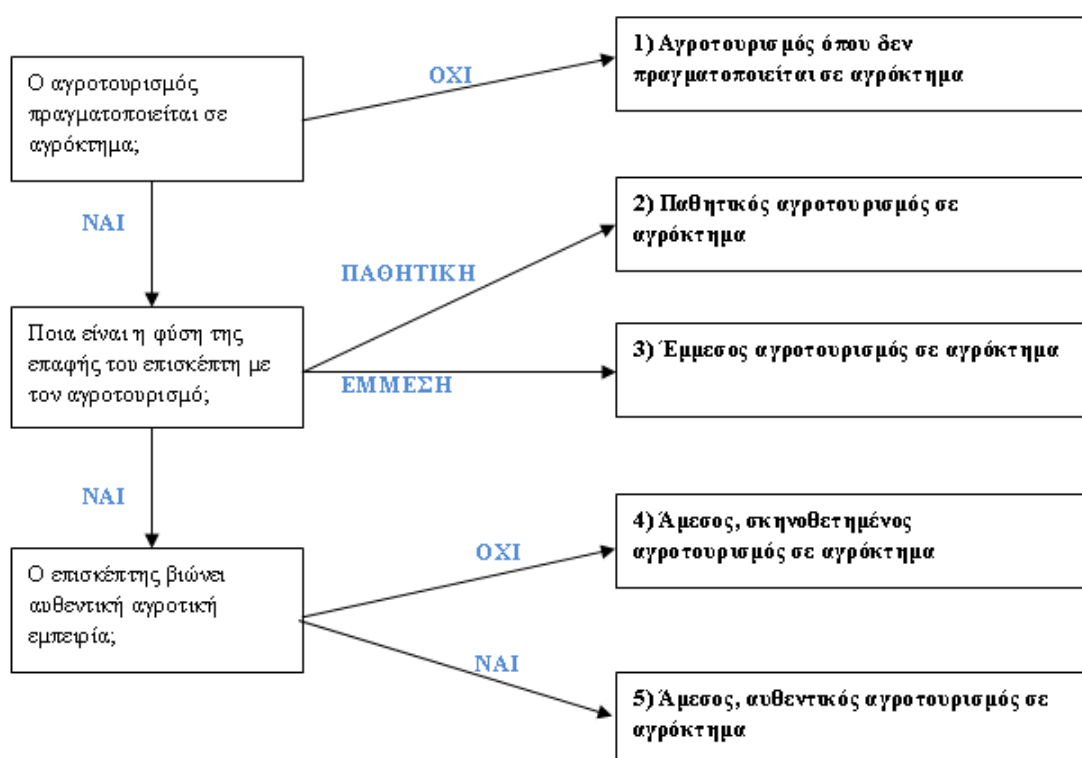 Ο αγροτουρισμός
πραγματοποιείται σε
αγρόκτημα;
ΟΧΙ
1) Αγροτουρισμός όπου δεν
πραγματοποιείται σε αγρόκτημα
ΝΑΙ
2) Παθητικός αγροτουρισμός σε
αγρόκτημα
ΠΑΘΗΤΙΚΗ
Ποια είναι η φύση της
επαφής του επισκέπτη με
τον αγροτουρισμό;
3) Έμμεσος αγροτουρισμός σε αγρόκτημα
ΕΜΜΕΣΗ
ΝΑΙ
4) Άμεσος, σκηνοθετημένος
αγροτουρισμός σε αγρόκτημα
ΟΧΙ
Ο επισκέπτης βιώνει
αυθεντική αγροτική
εμπειρία;
ΝΑΙ
5) Άμεσος, αυθεντικός αγροτουρισμός σε
αγρόκτημα